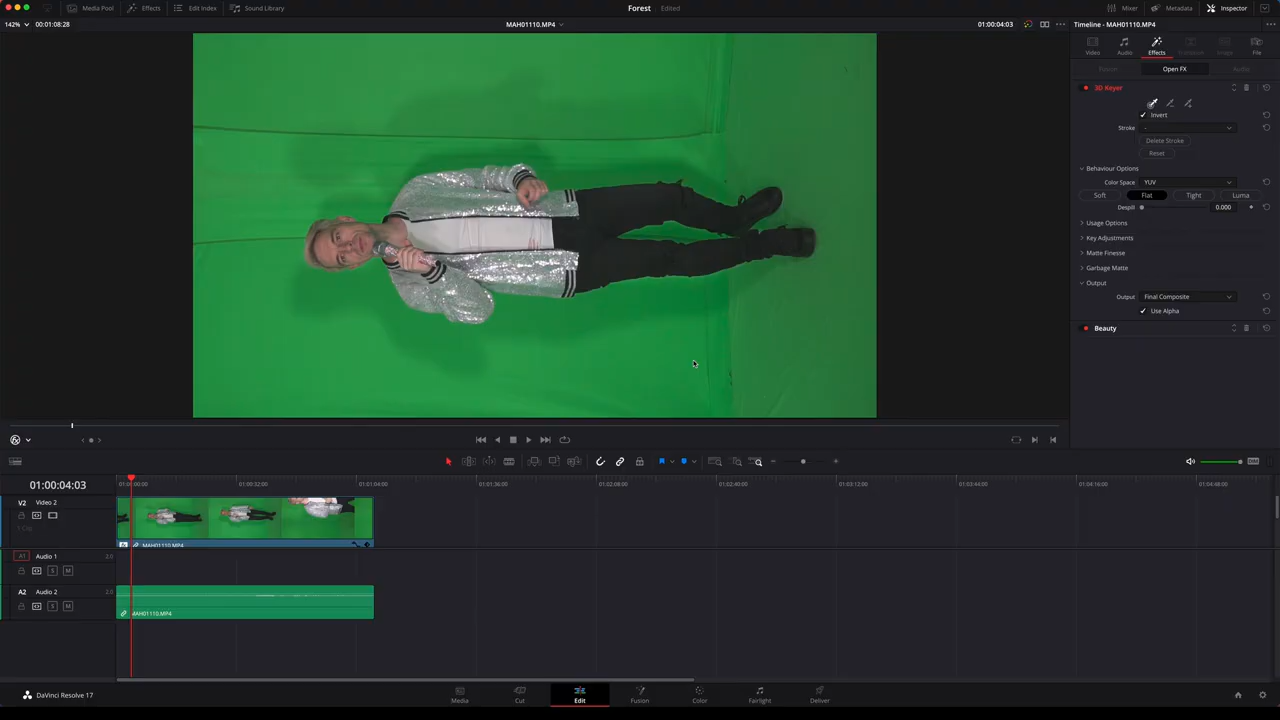 Media Pool Effects Edit Index Sound Library Forest Edited Mixer Metadata Inspector
142% 00:01:08:28 MAH01110.MP4 01:00:04:03 Timeline - MAH01110.MP4
Video Audio Effects Transition Image File
Open FX Audio
3D Keyer
Invert
Stroke -
Delete Stroke
Reset
Behaviour Options
Color Space YUV
Soft Flat Tight Luma
Despill 0.000
Usage Options
Key Adjustments
Matte Finesse
Garbage Matte
Output
Output Final Composite
Use Alpha
Beauty
DIM
01:00:04:03 01:00:00:00 01:00:32:00 01:01:04:00 01:01:36:00 01:02:08:00 01:02:40:00 01:03:12:00 01:03:44:00 01:04:16:00 01:04:48:00
V2 Video 2
1 Clip
MAH01110.MP4
A1 Audio 1 2.0
S M
A2 Audio 2 2.0
S M
MAH01110.MP4
DaVinci Resolve 17 Media Cut Edit Fusion Color Fairlight Deliver